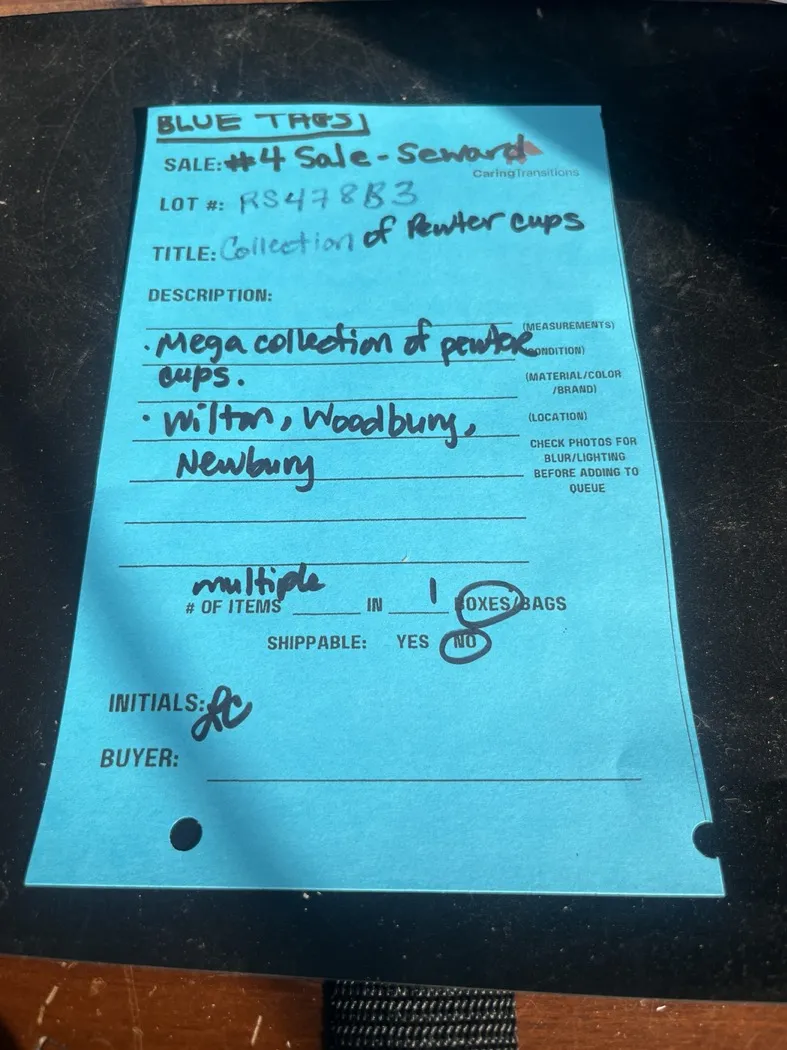 BLUE TAGS
SALE: #4 Sale - Seward
CaringTransitions
LOT #: RS478B3
TITLE: Collection of Pewter cups
DESCRIPTION:
(MEASUREMENTS)
· Mega collection of pewter
CONDITION)
cups.
(MATERIAL/COLOR
/BRAND)
· Wilton, Woodbury,
(LOCATION)
Newbury
CHECK PHOTOS FOR
BLUR/LIGHTING
BEFORE ADDING TO
QUEUE
multiple
# OF ITEMS IN 1 BOXES/BAGS
SHIPPABLE: YES NO
INITIALS: LC
BUYER: